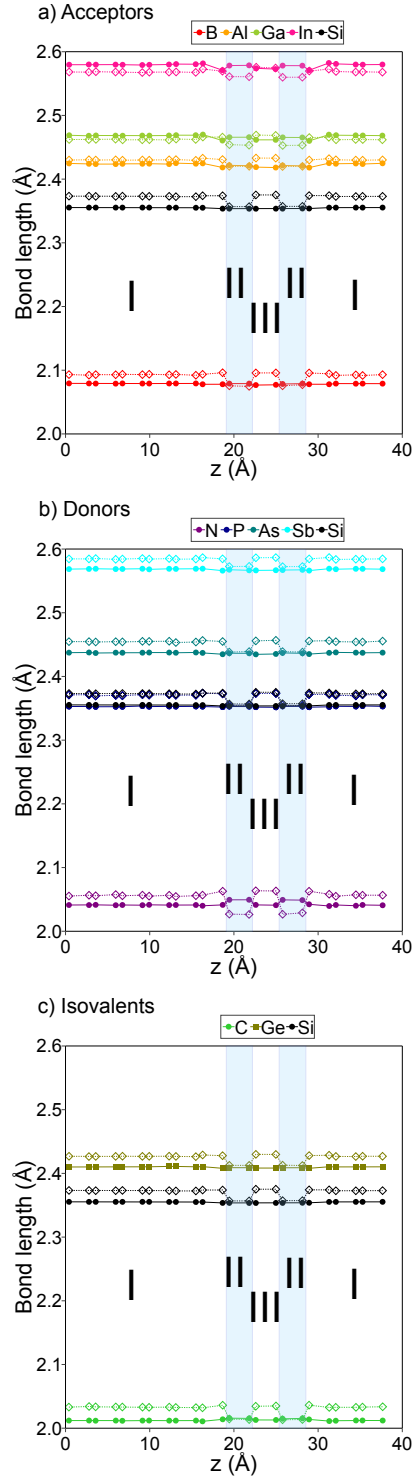 a) Acceptors
B Al Ga In Si
2.6
2.5
2.4
2.3
2.2
2.1
2.0
Bond length (Å)
I II III II I
0 10 20 30 40
z (Å)
b) Donors
N P As Sb Si
2.6
2.5
2.4
2.3
2.2
2.1
2.0
Bond length (Å)
I II III II I
0 10 20 30 40
z (Å)
c) Isovalents
C Ge Si
2.6
2.5
2.4
2.3
2.2
2.1
2.0
Bond length (Å)
I II III II I
0 10 20 30 40
z (Å)